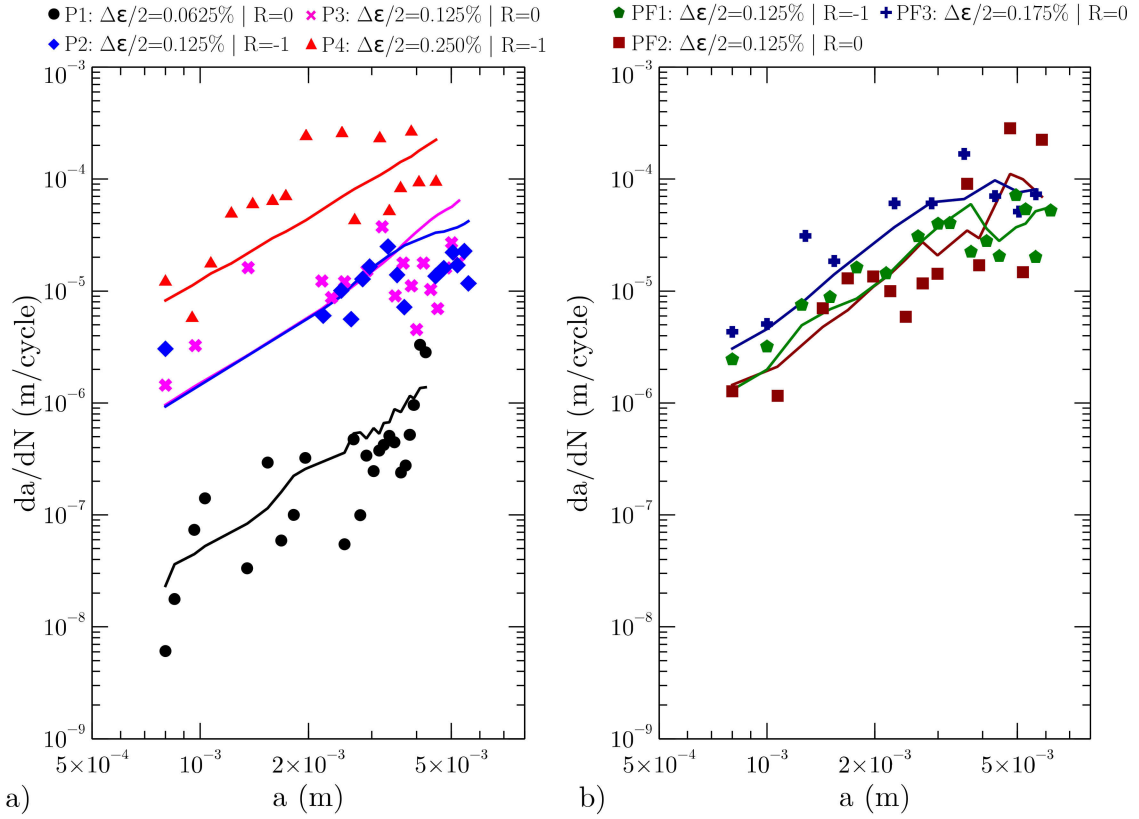 P1: Δε/2=0.0625% | R=0
P3: Δε/2=0.125% | R=0
P2: Δε/2=0.125% | R=-1
P4: Δε/2=0.250% | R=-1
PF1: Δε/2=0.125% | R=-1
PF3: Δε/2=0.175% | R=0
PF2: Δε/2=0.125% | R=0
da/dN (m/cycle)
10⁻³
10⁻⁴
10⁻⁵
10⁻⁶
10⁻⁷
10⁻⁸
10⁻⁹
5×10⁻⁴
10⁻³
2×10⁻³
5×10⁻³
a)
a (m)
da/dN (m/cycle)
10⁻³
10⁻⁴
10⁻⁵
10⁻⁶
10⁻⁷
10⁻⁸
10⁻⁹
5×10⁻⁴
10⁻³
2×10⁻³
5×10⁻³
b)
a (m)